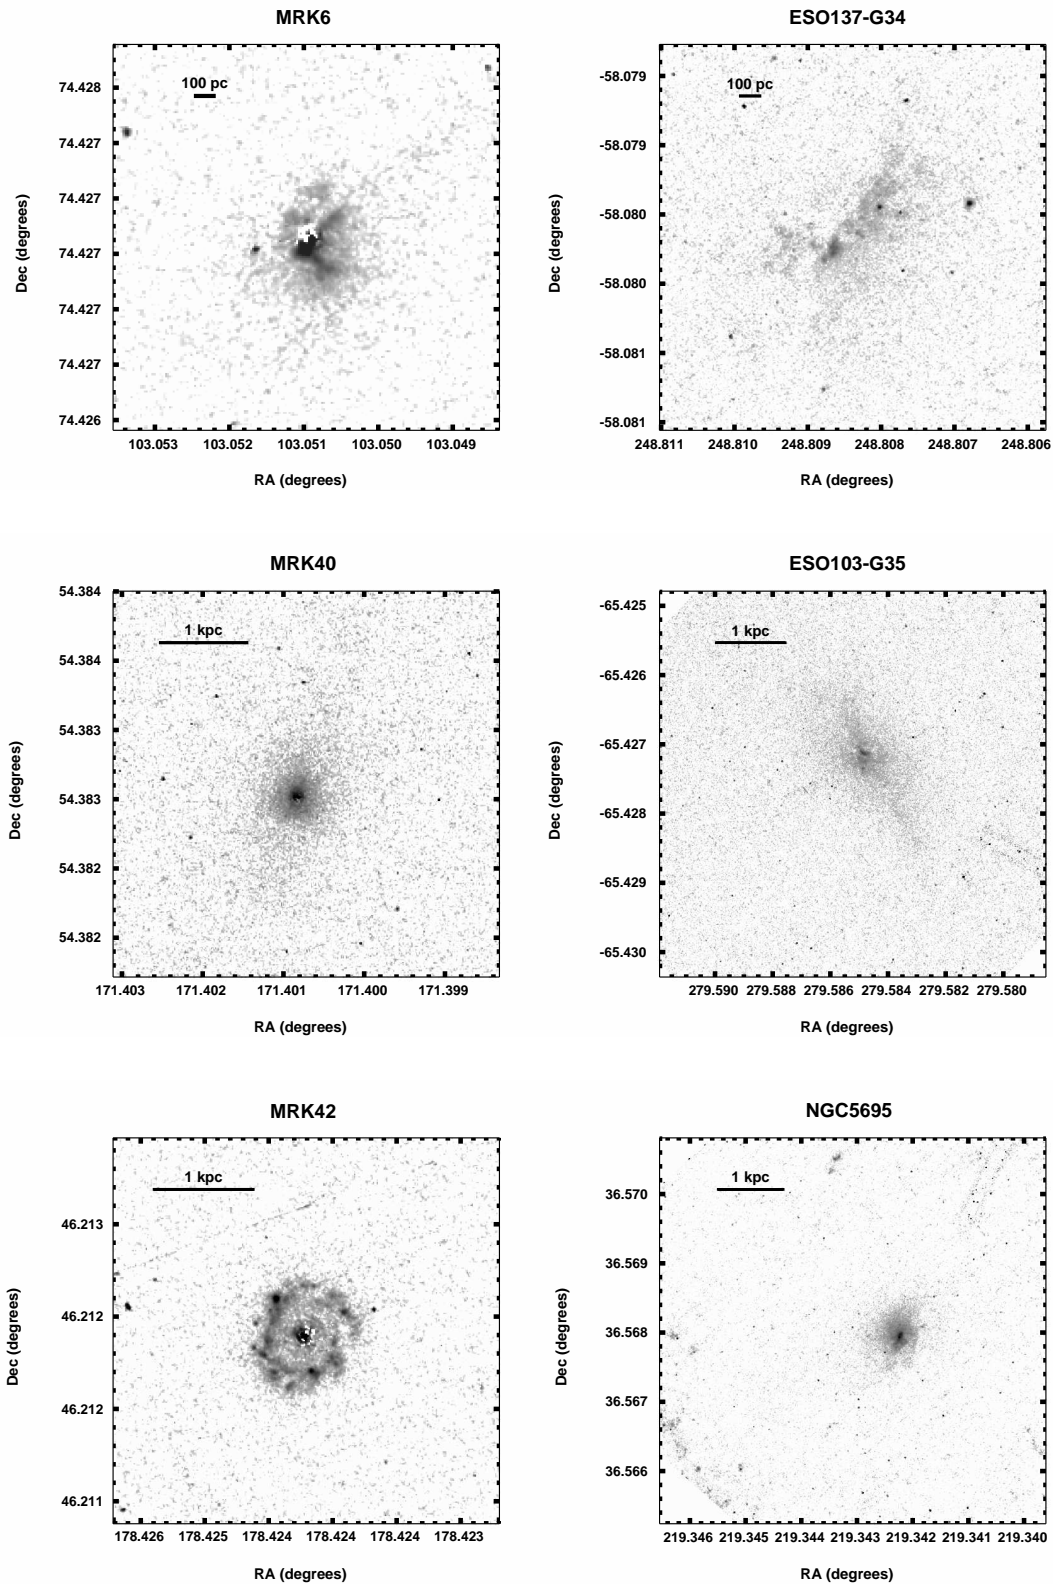 MRK6
100 pc
74.428
74.427
74.427
74.427
74.427
74.427
74.426
Dec (degrees)
103.053 103.052 103.051 103.050 103.049
RA (degrees)
ESO137-G34
100 pc
-58.079
-58.079
-58.080
-58.080
-58.081
-58.081
Dec (degrees)
248.811 248.810 248.809 248.808 248.807 248.806
RA (degrees)
MRK40
1 kpc
54.384
54.384
54.383
54.383
54.382
54.382
Dec (degrees)
171.403 171.402 171.401 171.400 171.399
RA (degrees)
ESO103-G35
1 kpc
-65.425
-65.426
-65.427
-65.428
-65.429
-65.430
Dec (degrees)
279.590 279.588 279.586 279.584 279.582 279.580
RA (degrees)
MRK42
1 kpc
46.213
46.212
46.212
46.211
Dec (degrees)
178.426 178.425 178.424 178.424 178.424 178.423
RA (degrees)
NGC5695
1 kpc
36.570
36.569
36.568
36.567
36.566
Dec (degrees)
219.346 219.345 219.344 219.343 219.342 219.341 219.340
RA (degrees)